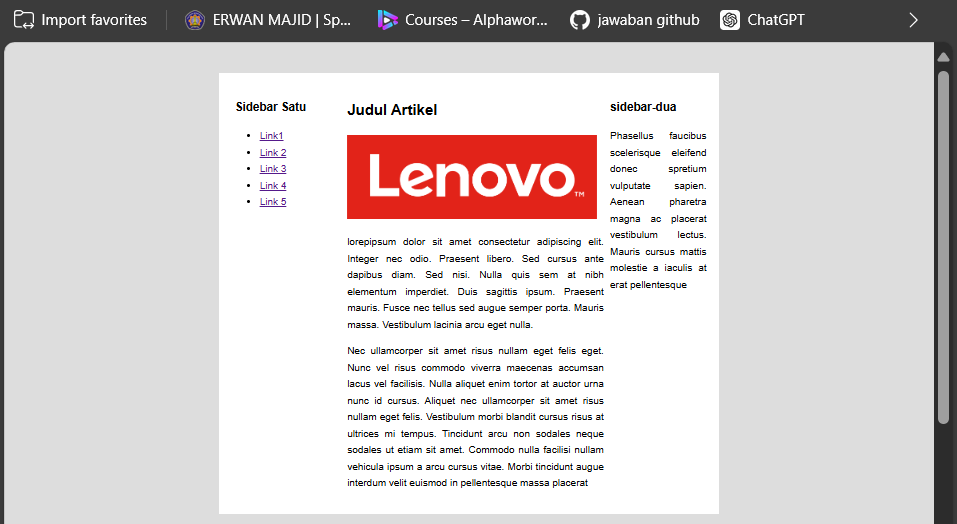 Import favorites
ERWAN MAJID | Sp...
Courses – Alphawor...
jawaban github
ChatGPT
Sidebar Satu
Link1
Link 2
Link 3
Link 4
Link 5
Judul Artikel
Lenovo™
lorepipsum dolor sit amet consectetur adipiscing elit.
Integer nec odio. Praesent libero. Sed cursus ante
dapibus diam. Sed nisi. Nulla quis sem at nibh
elementum imperdiet. Duis sagittis ipsum. Praesent
mauris. Fusce nec tellus sed augue semper porta. Mauris
massa. Vestibulum lacinia arcu eget nulla.
Nec ullamcorper sit amet risus nullam eget felis eget.
Nunc vel risus commodo viverra maecenas accumsan
lacus vel facilisis. Nulla aliquet enim tortor at auctor urna
nunc id cursus. Aliquet nec ullamcorper sit amet risus
nullam eget felis. Vestibulum morbi blandit cursus risus at
ultrices mi tempus. Tincidunt arcu non sodales neque
sodales ut etiam sit amet. Commodo nulla facilisi nullam
vehicula ipsum a arcu cursus vitae. Morbi tincidunt augue
interdum velit euismod in pellentesque massa placerat
sidebar-dua
Phasellus faucibus
scelerisque eleifend
donec spretium
vulputate sapien.
Aenean pharetra
magna ac placerat
vestibulum lectus.
Mauris cursus mattis
molestie a iaculis at
erat pellentesque